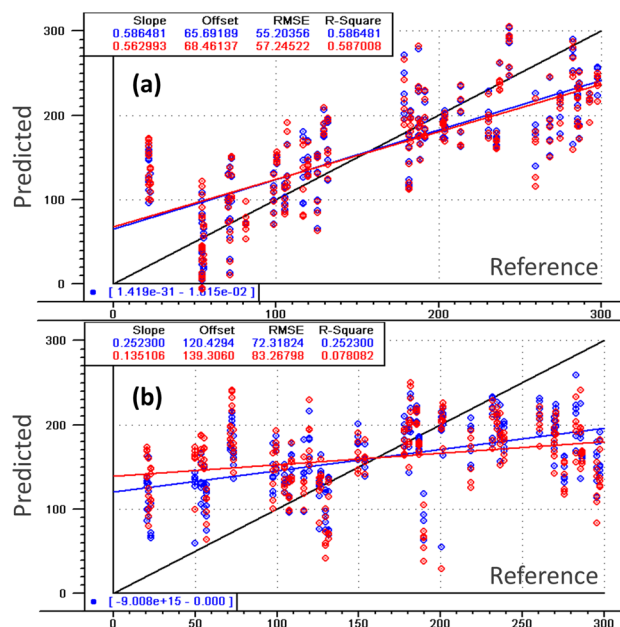 Slope Offset RMSE R-Square
0.586481 65.69189 55.20356 0.586481
0.562993 68.46137 57.24522 0.587008
(a)
Predicted
300
200
100
0
Reference
[ 1.419e-31 - 1.815e-02 ]
0 100 200 300
Slope Offset RMSE R-Square
0.252300 120.4294 72.31824 0.252300
0.135106 139.3060 83.26798 0.078082
(b)
Predicted
300
200
100
0
Reference
[ -9.008e+15 - 0.000 ]
0 50 100 150 200 250 300